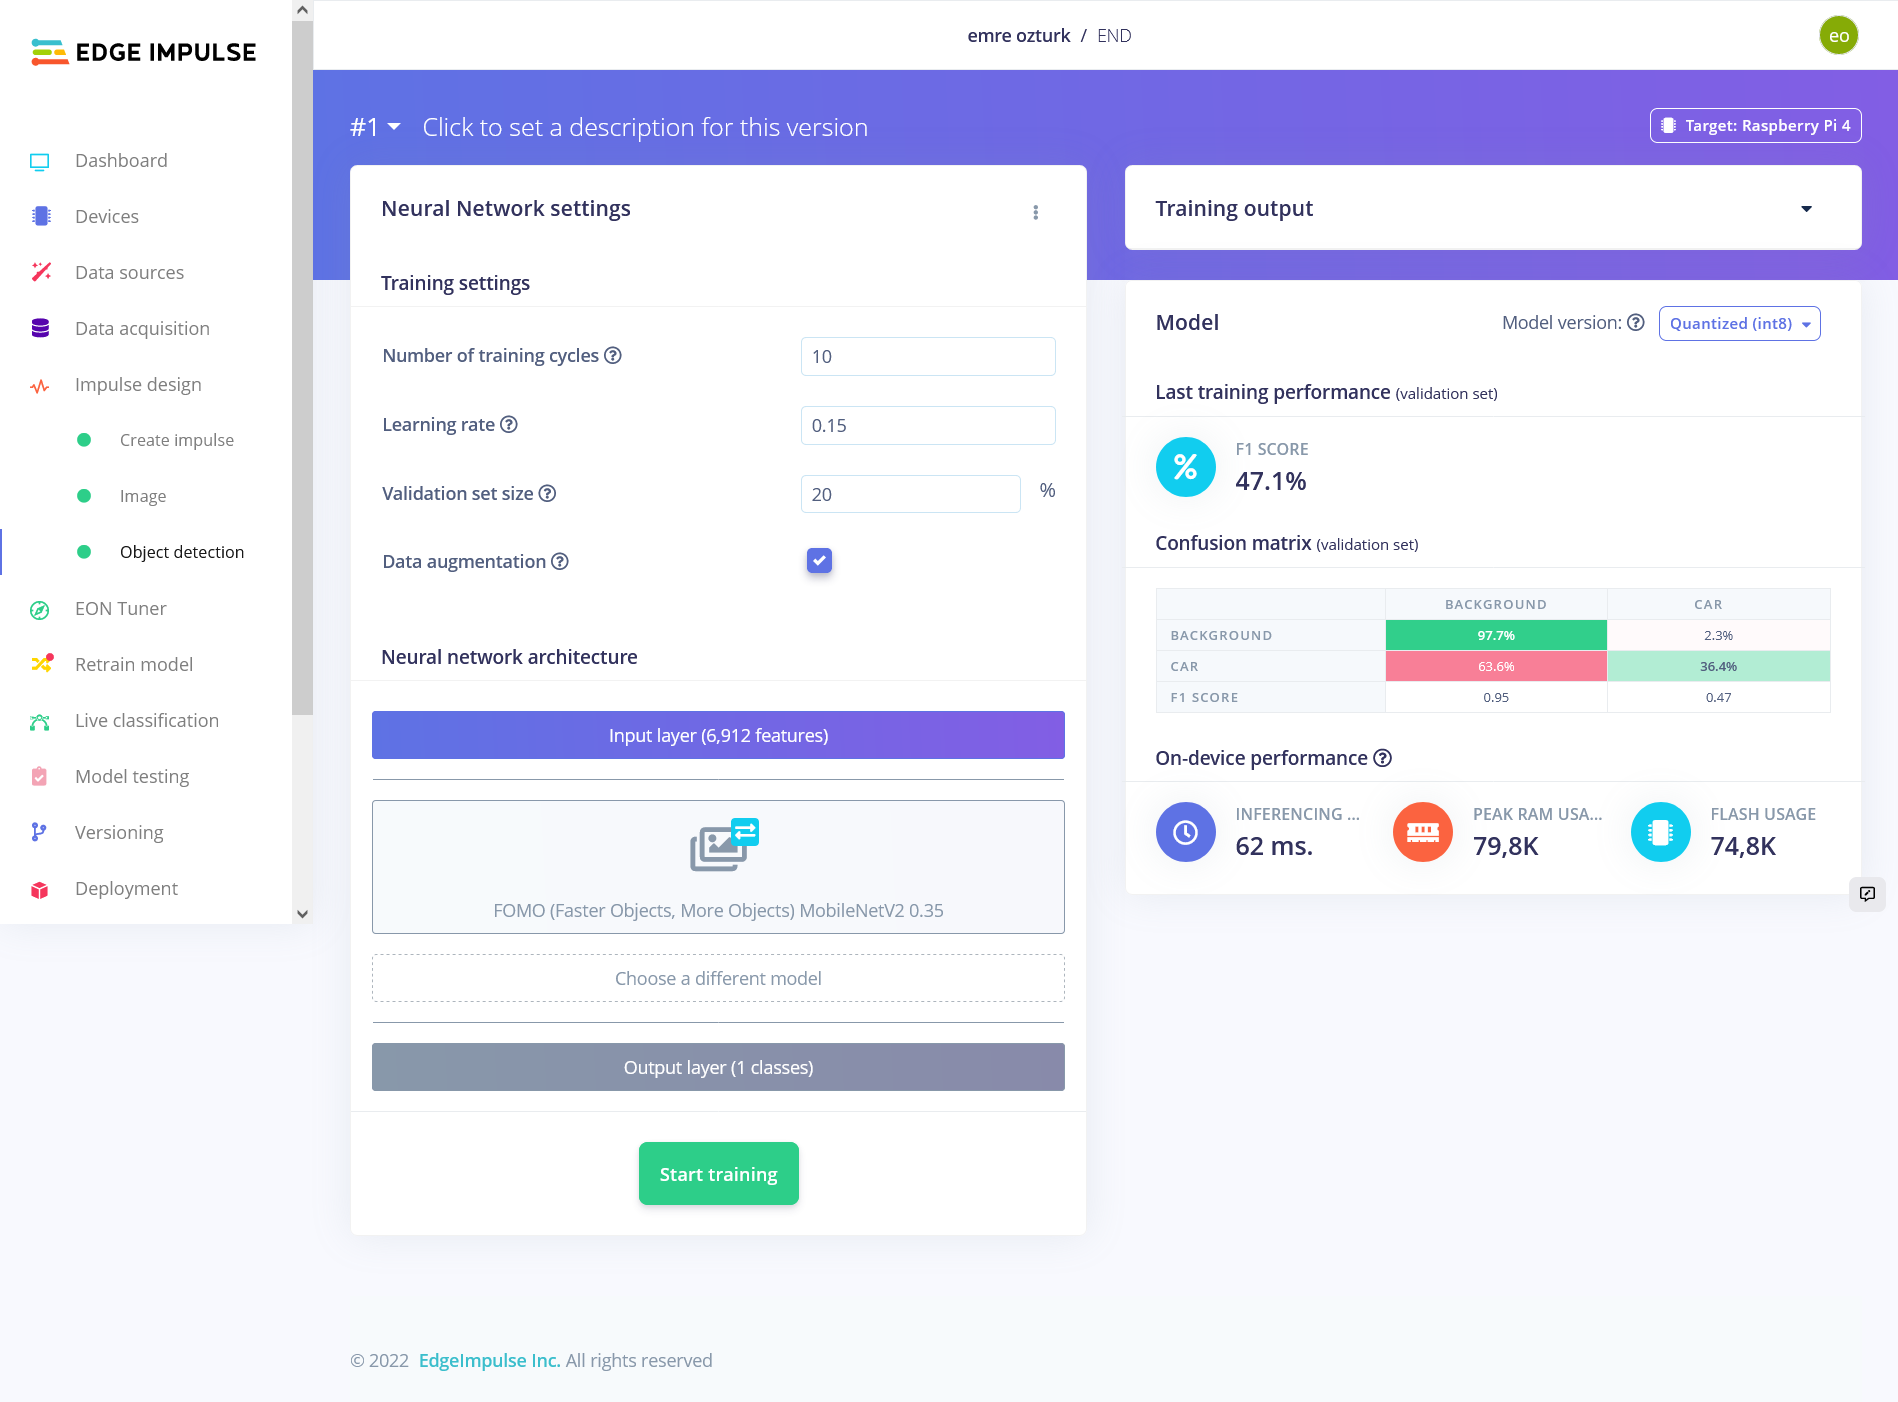 EDGE IMPULSE
Dashboard
Devices
Data sources
Data acquisition
Impulse design
Create impulse
Image
Object detection
EON Tuner
Retrain model
Live classification
Model testing
Versioning
Deployment
emre ozturk / END
eo
#1 Click to set a description for this version
Target: Raspberry Pi 4
Neural Network settings
Training settings
Number of training cycles ?
10
Learning rate ?
0.15
Validation set size ?
20 %
Data augmentation ?
Neural network architecture
Input layer (6,912 features)
FOMO (Faster Objects, More Objects) MobileNetV2 0.35
Choose a different model
Output layer (1 classes)
Start training
Training output
Model
Model version: ? Quantized (int8)
Last training performance (validation set)
%
F1 SCORE
47.1%
Confusion matrix (validation set)
BACKGROUND CAR
BACKGROUND 97.7% 2.3%
CAR 63.6% 36.4%
F1 SCORE 0.95 0.47
On-device performance ?
INFERENCING ...
62 ms.
PEAK RAM USA...
79,8K
FLASH USAGE
74,8K
© 2022 EdgeImpulse Inc. All rights reserved